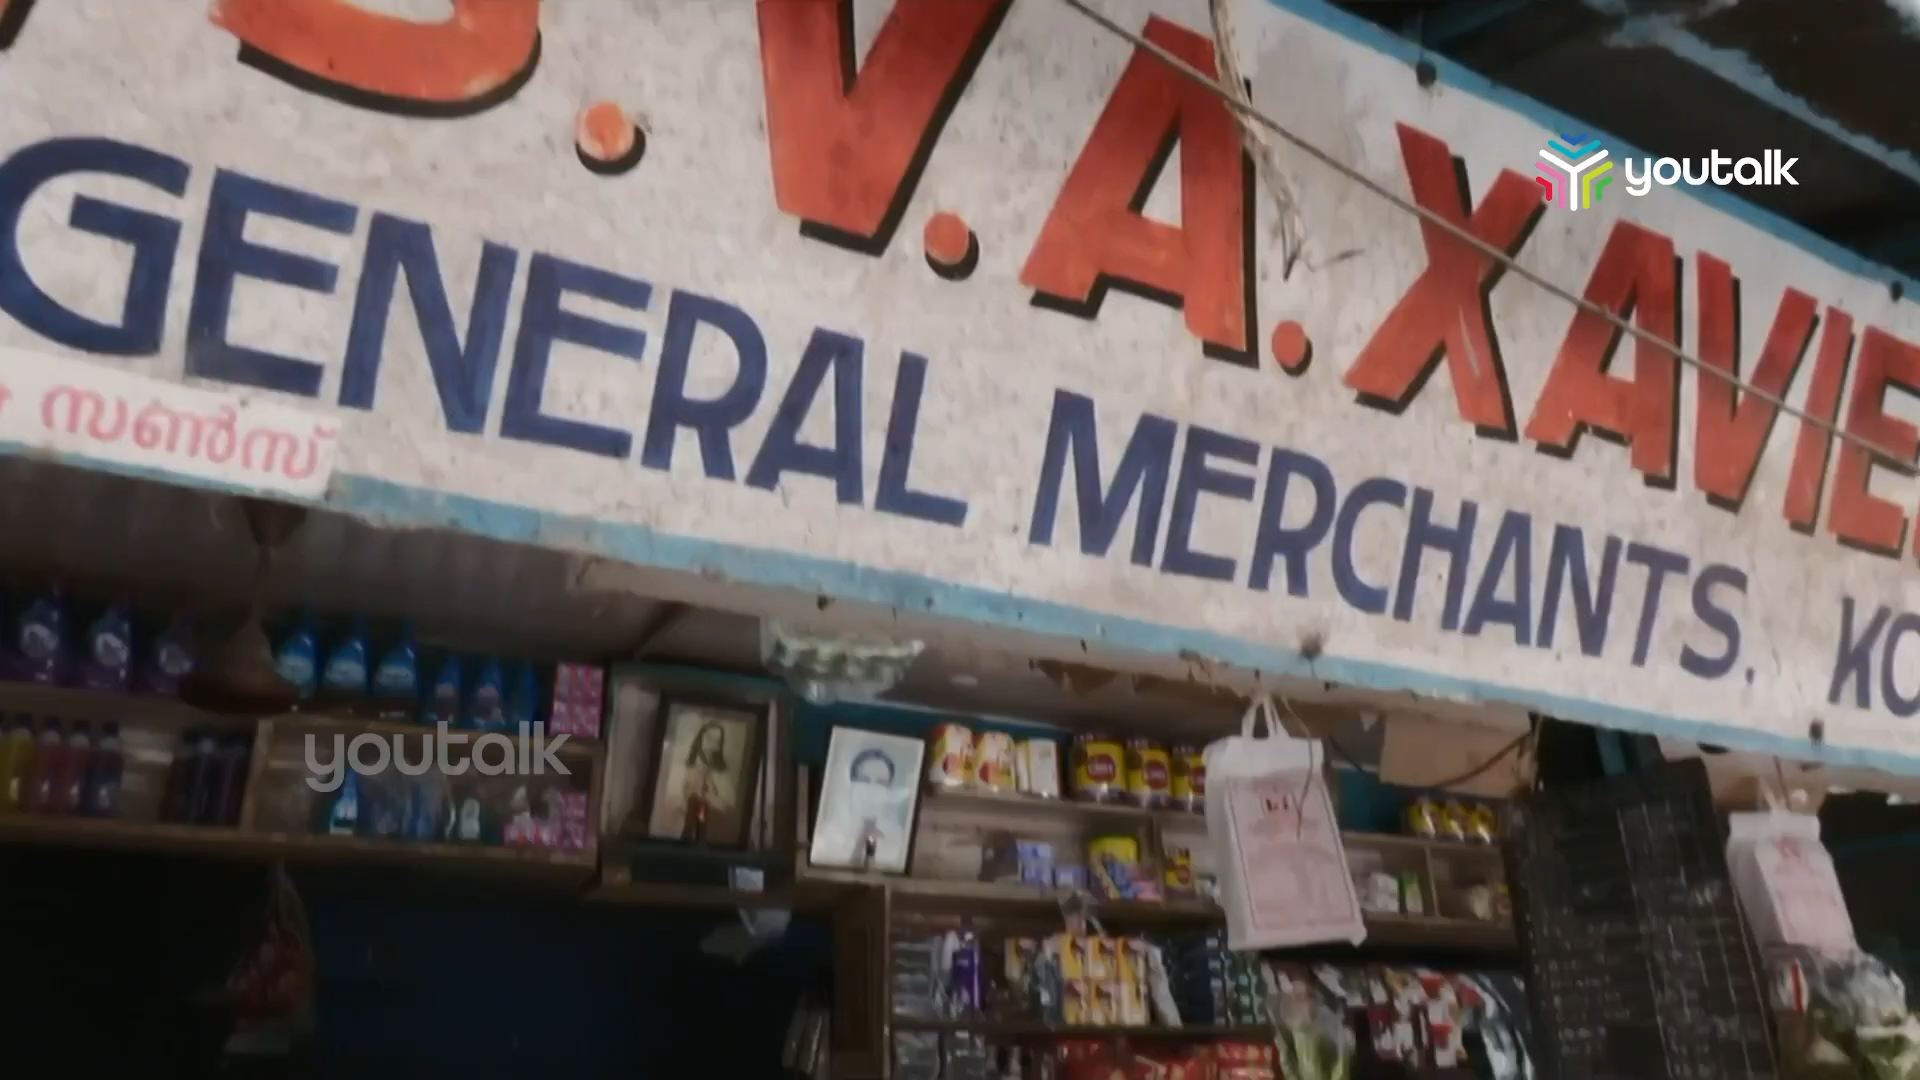 S.V.A.XAVIE
youtalk
GENERAL MERCHANTS. KO
& സൺസ്
youtalk